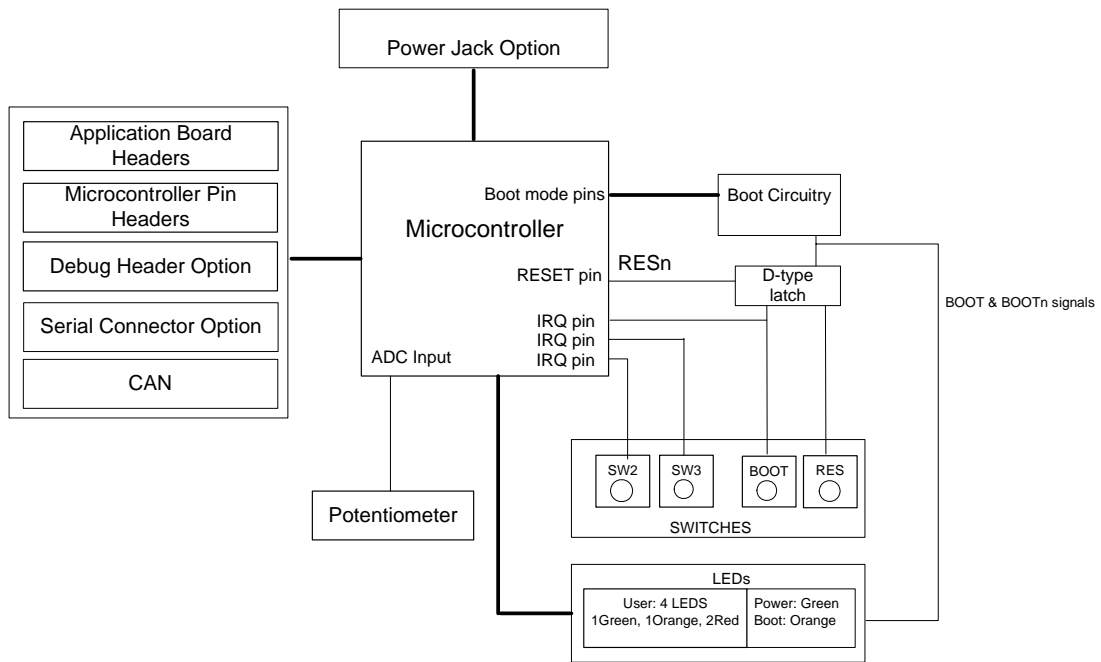 Power Jack Option
Application Board
Headers
Microcontroller Pin
Headers
Debug Header Option
Serial Connector Option
CAN
Boot mode pins
Microcontroller
RESET pin
IRQ pin
IRQ pin
IRQ pin
ADC Input
RESn
Boot Circuitry
D-type
latch
BOOT & BOOTn signals
Potentiometer
SW2
SW3
BOOT
RES
SWITCHES
LEDs
User: 4 LEDS
1Green, 1Orange, 2Red
Power: Green
Boot: Orange